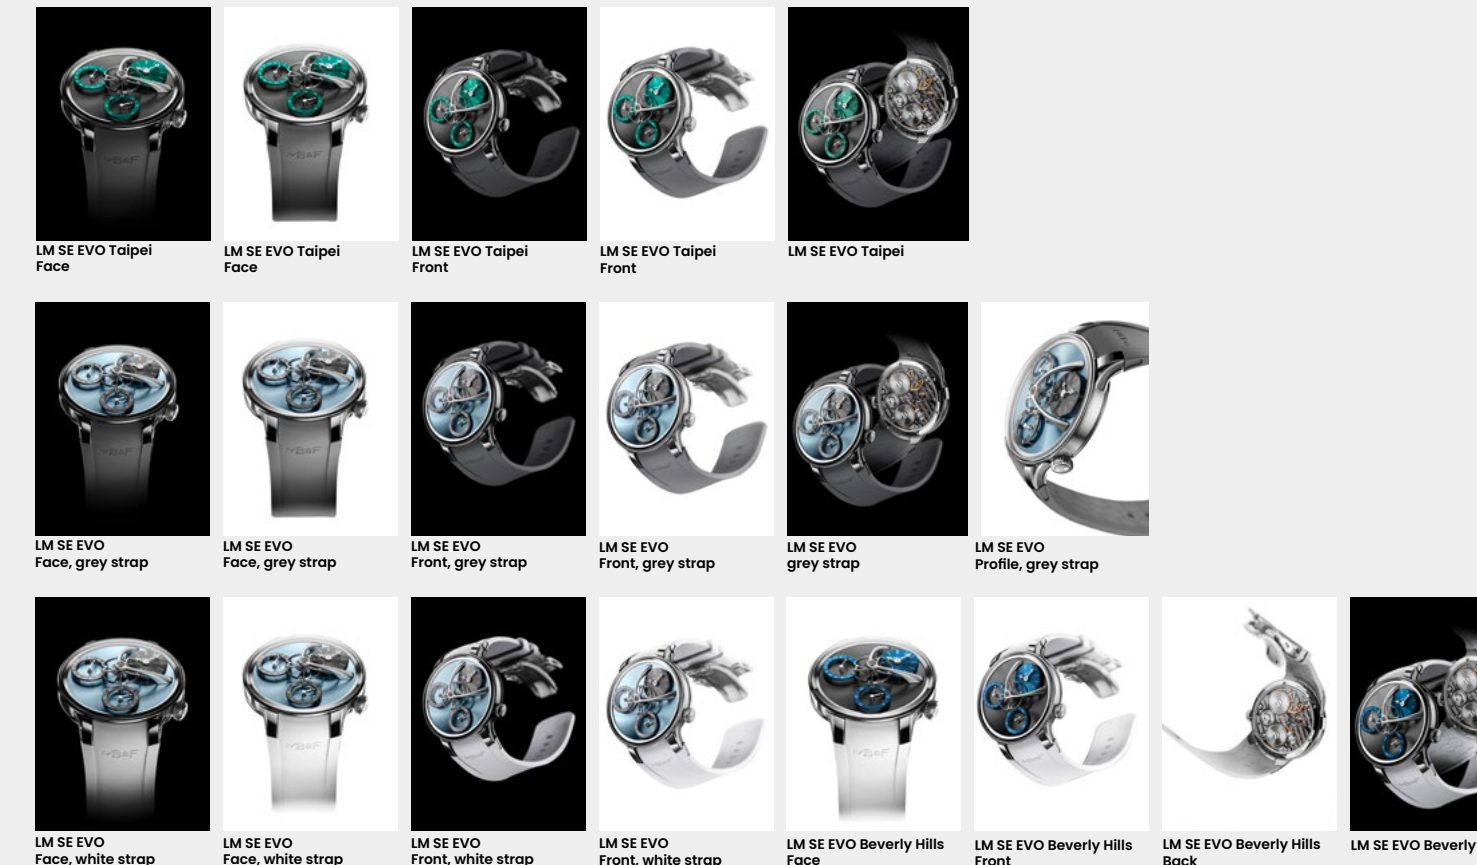 LM SE EVO Taipei
Face
LM SE EVO Taipei
Face
LM SE EVO Taipei
Front
LM SE EVO Taipei
Front
LM SE EVO Taipei
LM SE EVO
Face, grey strap
LM SE EVO
Face, grey strap
LM SE EVO
Front, grey strap
LM SE EVO
Front, grey strap
LM SE EVO
grey strap
LM SE EVO
Profile, grey strap
LM SE EVO
Face, white strap
LM SE EVO
Face, white strap
LM SE EVO
Front, white strap
LM SE EVO
Front, white strap
LM SE EVO Beverly Hills
Face
LM SE EVO Beverly Hills
Front
LM SE EVO Beverly Hills
Back
LM SE EVO Beverly